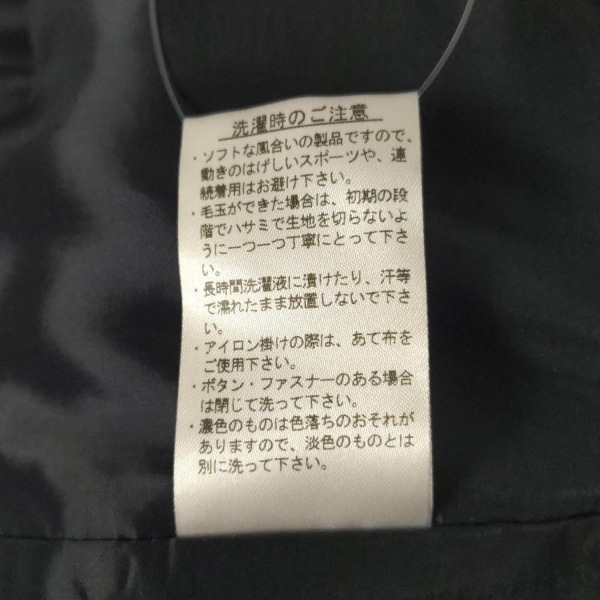 洗濯時のご注意
・ソフトな風合いの製品ですので、
動きのはげしいスポーツや、連
続着用はお避け下さい。
・毛玉ができた場合は、初期の段
階でハサミで生地を切らないよ
うに一つ一つ丁寧にとって下さ
い。
・長時間洗濯液に漬けたり、汗等
で濡れたまま放置しないで下さ
い。
・アイロン掛けの際は、あて布を
ご使用下さい。
・ボタン・ファスナーのある場合
は閉じて洗って下さい。
・濃色のものは色落ちのおそれが
ありますので、淡色のものとは
別に洗って下さい。